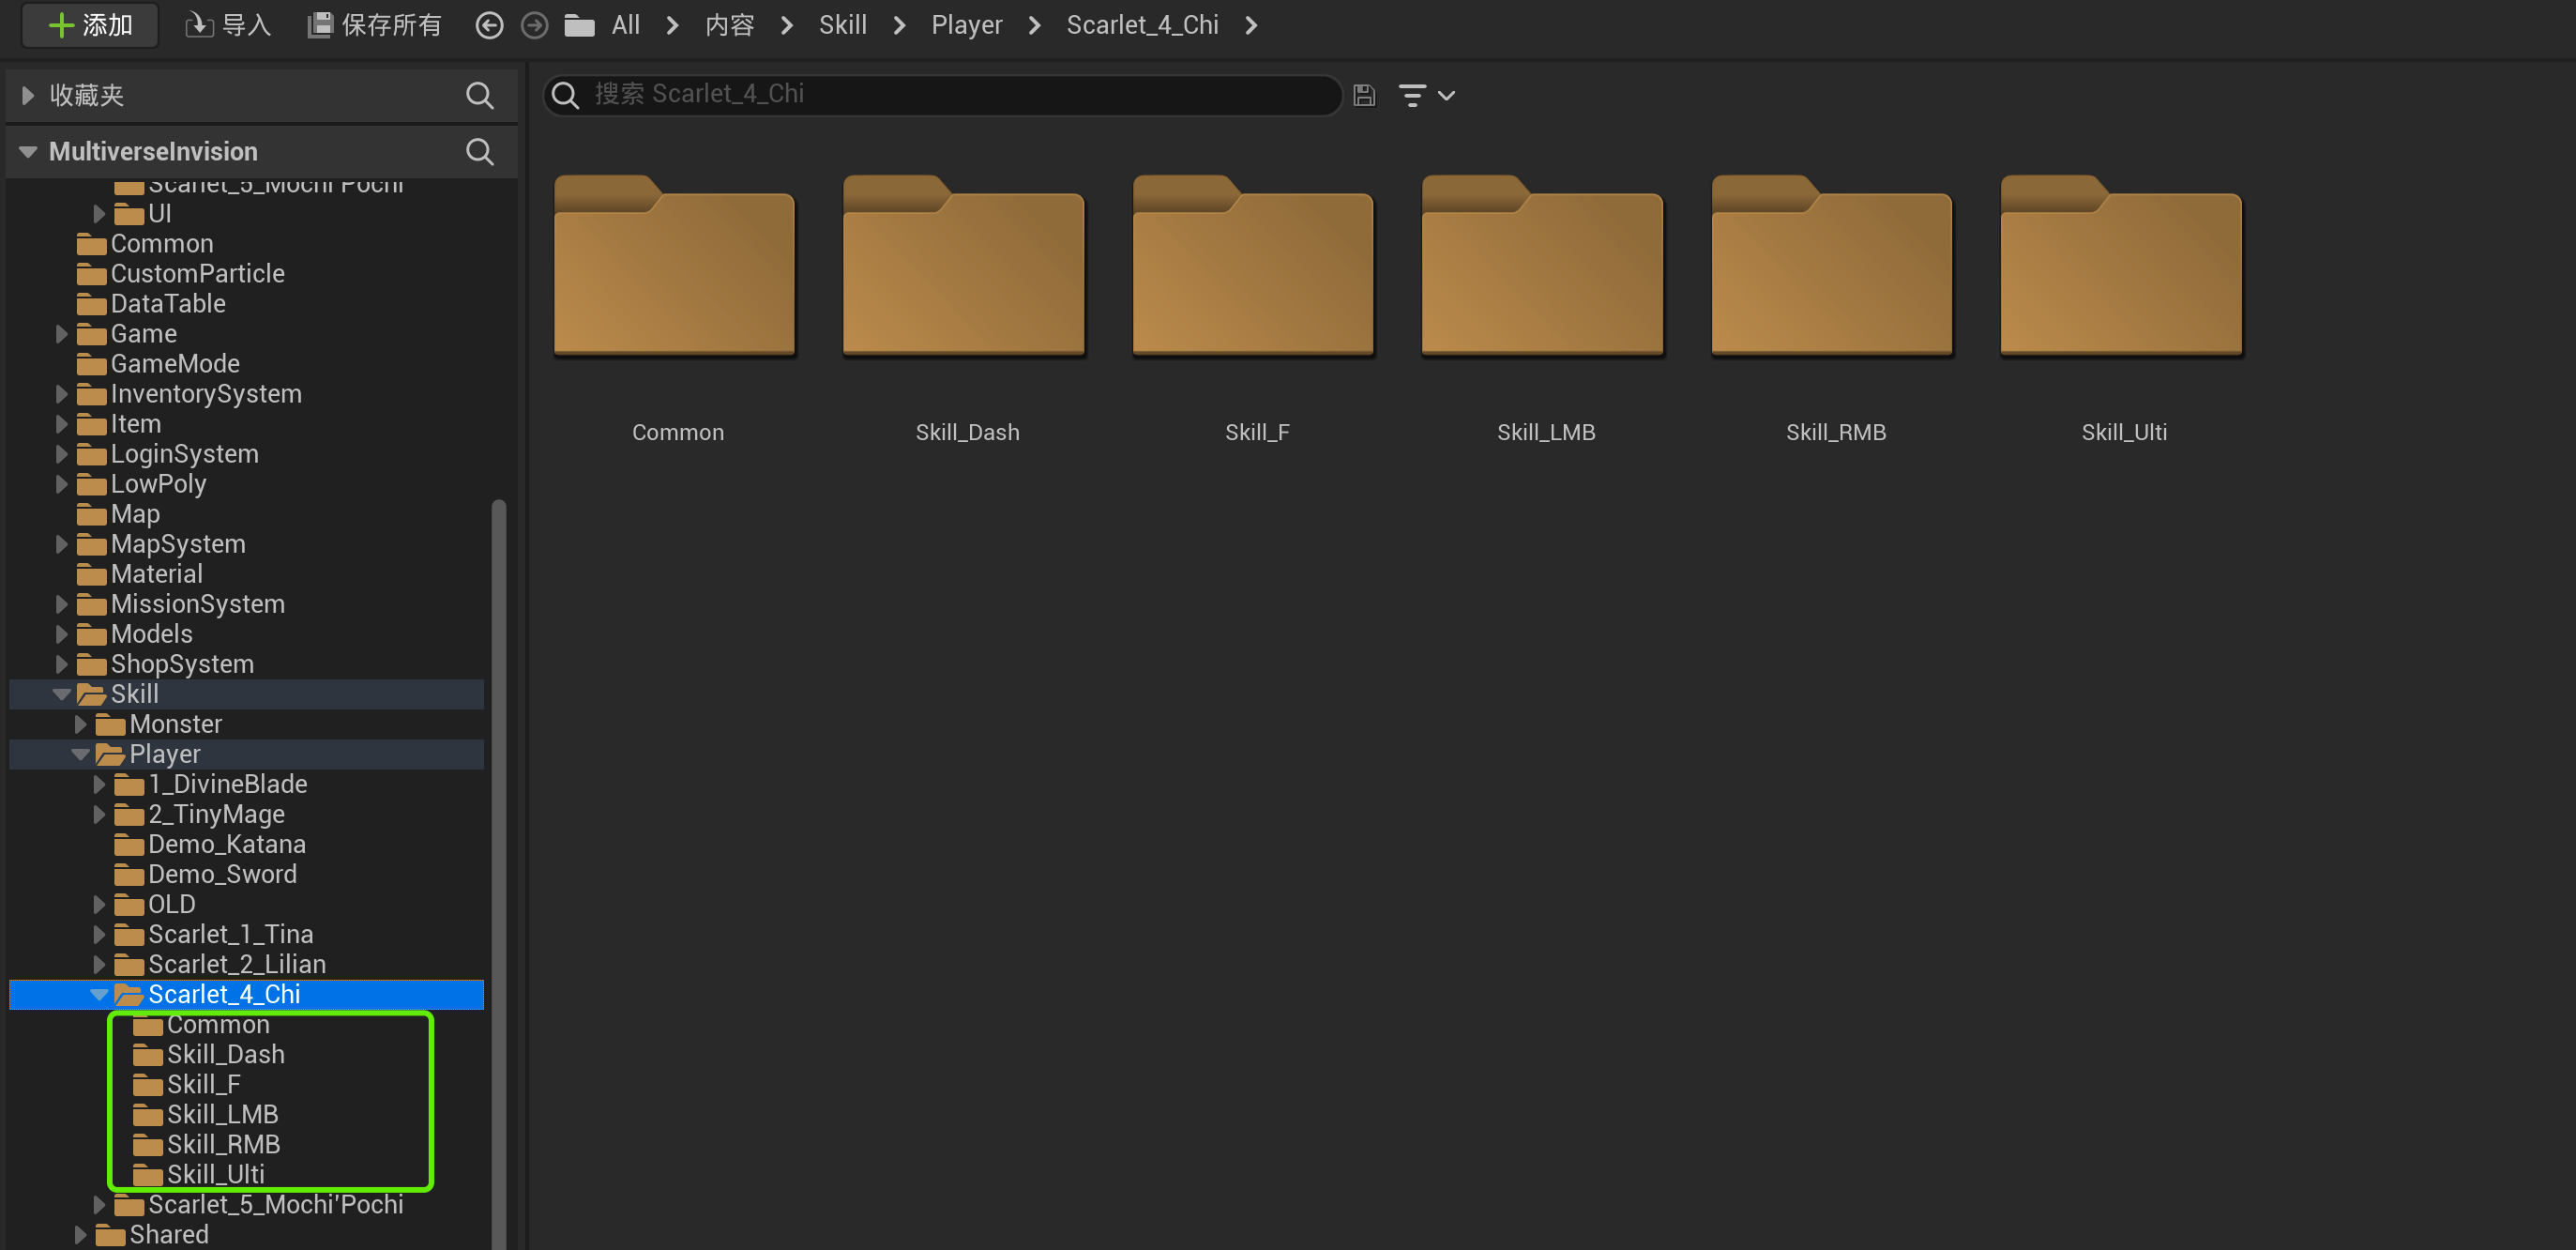 添加 导入 保存所有 All 内容 Skill Player Scarlet_4_Chi
收藏夹
搜索 Scarlet_4_Chi
MultiverseInvision
Scarlet_5_Mochi'Pochi
UI
Common
CustomParticle
DataTable
Game
GameMode
InventorySystem
Item
LoginSystem
LowPoly
Map
MapSystem
Material
MissionSystem
Models
ShopSystem
Skill
Monster
Player
1_DivineBlade
2_TinyMage
Demo_Katana
Demo_Sword
OLD
Scarlet_1_Tina
Scarlet_2_Lilian
Scarlet_4_Chi
Common
Skill_Dash
Skill_F
Skill_LMB
Skill_RMB
Skill_Ulti
Scarlet_5_Mochi'Pochi
Shared
Common Skill_Dash Skill_F Skill_LMB Skill_RMB Skill_Ulti